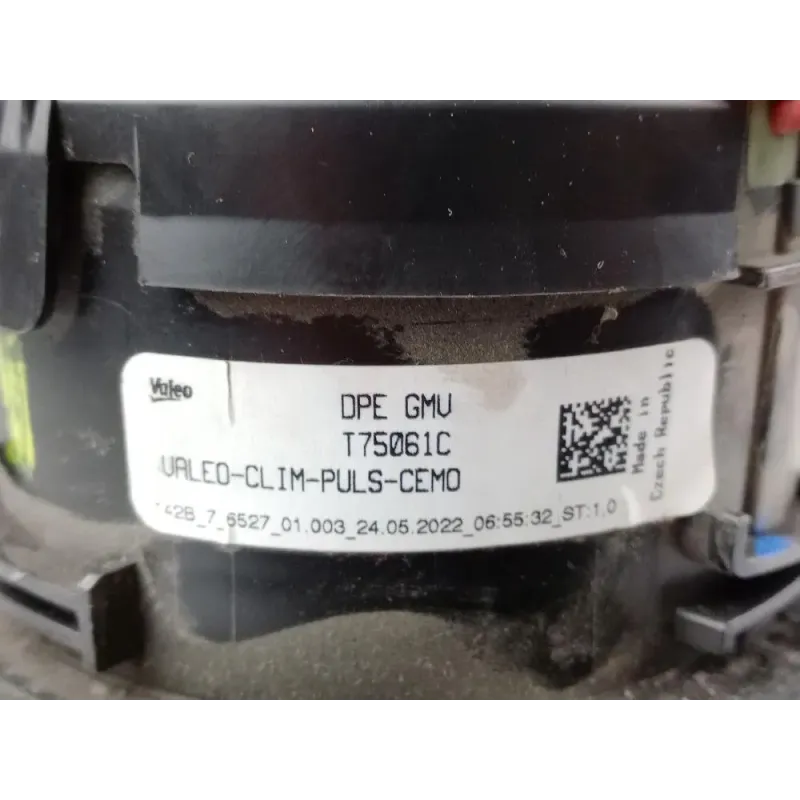 Valeo
DPE GMV
T75061C
VALEO-CLIM-PULS-CEMO
42B_7_6527_01.003_24.05.2022_06:55:32_ST:1,0
Made in
Czech Republic